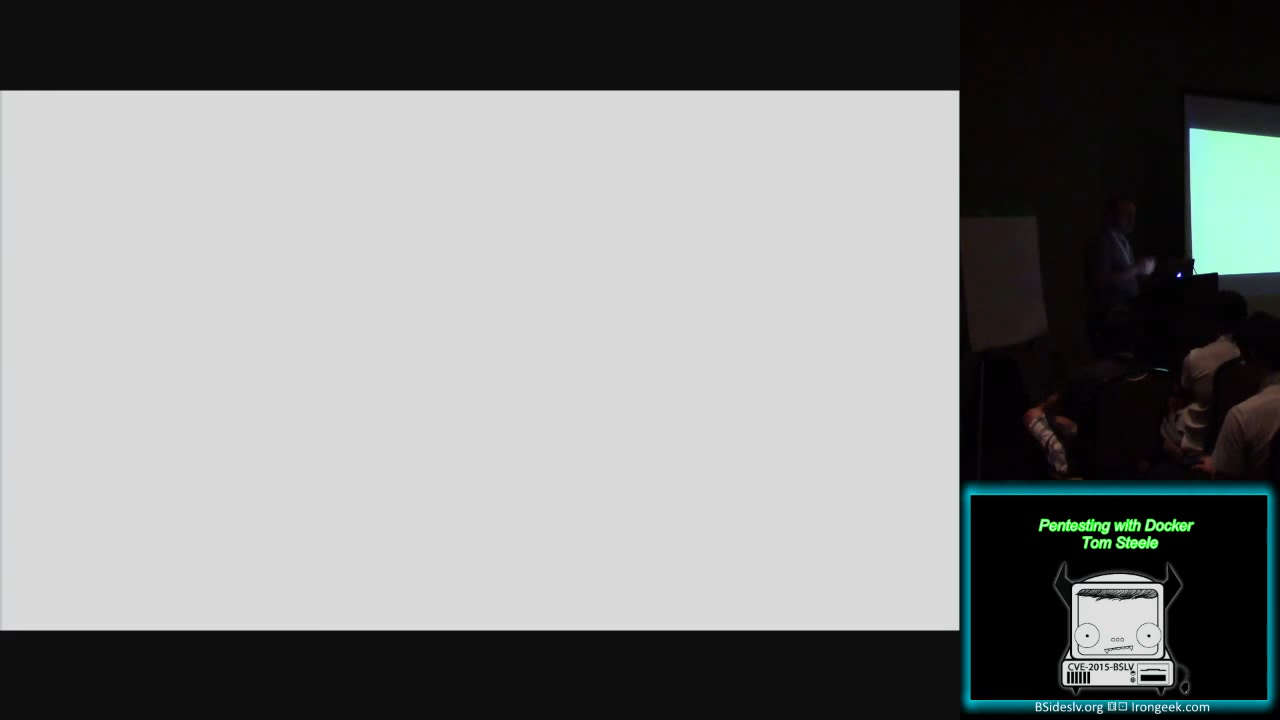 Pentesting with Docker
Tom Steele
CVE-2015-BSLV
BSideslv.org ⚅⚀ Irongeek.com